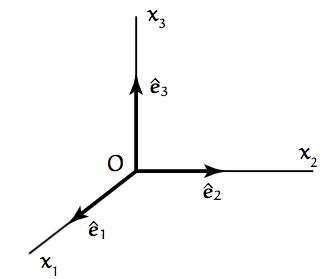 x₃
ê₃
O
x₂
ê₂
ê₁
x₁